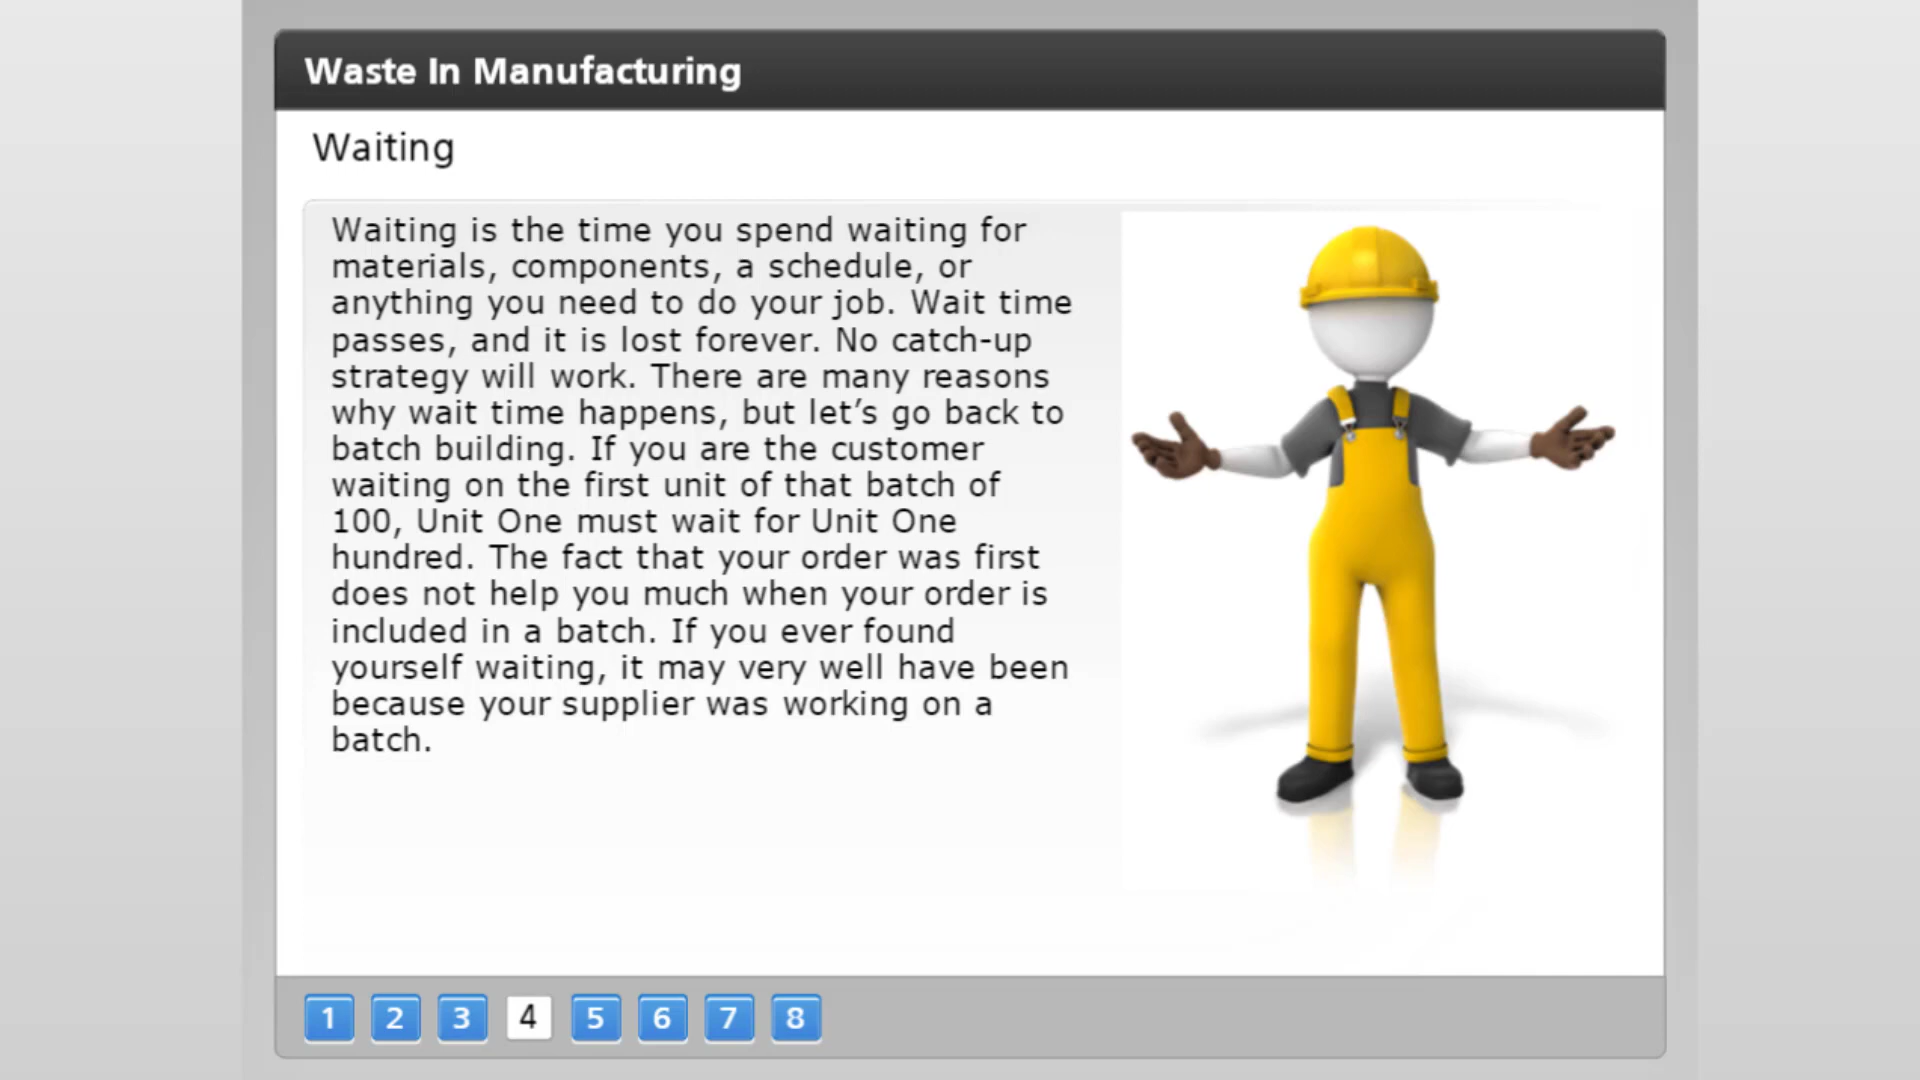 Waste In Manufacturing
Waiting
Waiting is the time you spend waiting for
materials, components, a schedule, or
anything you need to do your job. Wait time
passes, and it is lost forever. No catch-up
strategy will work. There are many reasons
why wait time happens, but let’s go back to
batch building. If you are the customer
waiting on the first unit of that batch of
100, Unit One must wait for Unit One
hundred. The fact that your order was first
does not help you much when your order is
included in a batch. If you ever found
yourself waiting, it may very well have been
because your supplier was working on a
batch.
1 2 3 4 5 6 7 8